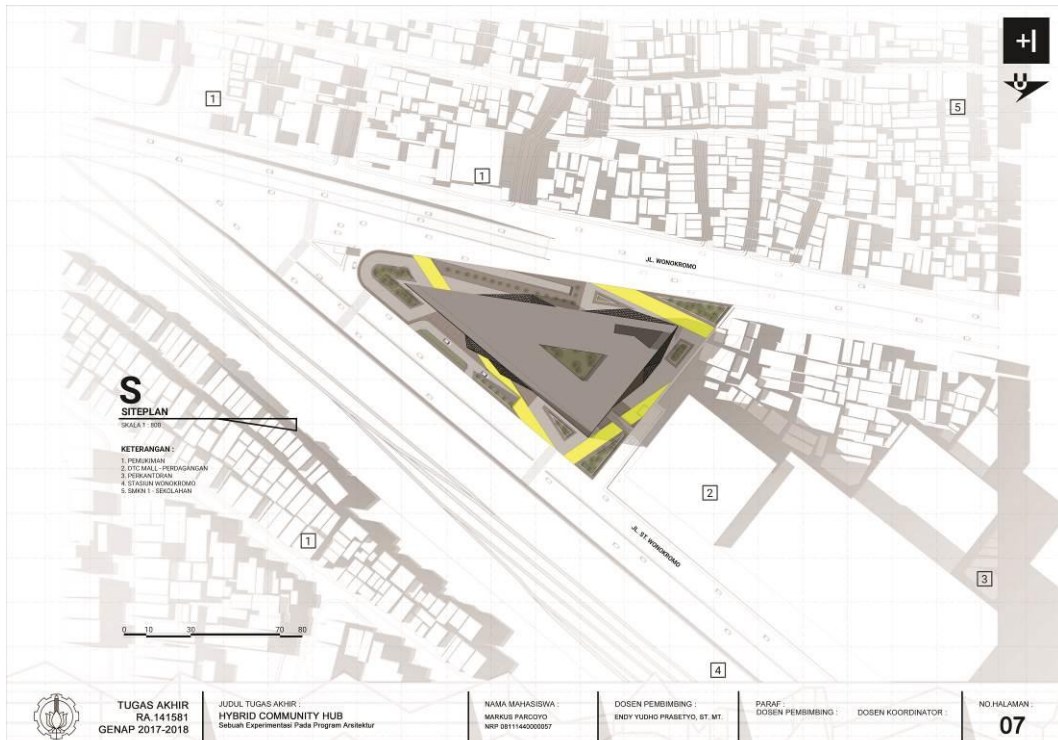 +|
U
1
5
1
JL. WONOKROMO
S
SITEPLAN
SKALA 1 : 800
KETERANGAN :
1. PEMUKIMAN
2. DTC MALL - PERDAGANGAN
3. PERKANTORAN
4. STASIUN WONOKROMO
5. SMKN 1 - SEKOLAHAN
2
JL. ST. WONOKROMO
1
3
0 10 30 70 80
4
TUGAS AKHIR
RA.141581
GENAP 2017-2018
JUDUL TUGAS AKHIR :
HYBRID COMMUNITY HUB
Sebuah Experimentasi Pada Program Arsitektur
NAMA MAHASISWA :
MARKUS PARCOYO
NRP 08111440000057
DOSEN PEMBIMBING :
ENDY YUDHO PRASETYO, ST. MT.
PARAF :
DOSEN PEMBIMBING :
DOSEN KOORDINATOR :
NO.HALAMAN :
07